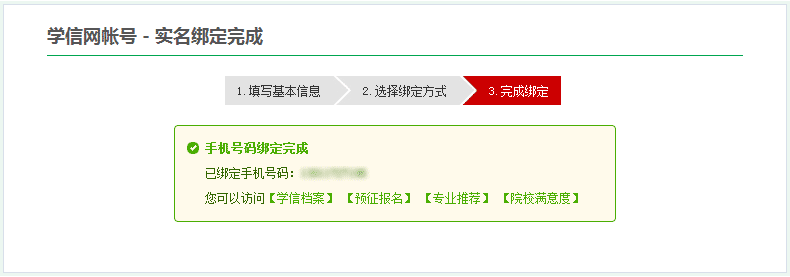 学信网帐号 - 实名绑定完成
1.填写基本信息 2.选择绑定方式 3.完成绑定
手机号码绑定完成
已绑定手机号码：
您可以访问【学信档案】 【预征报名】 【专业推荐】 【院校满意度】